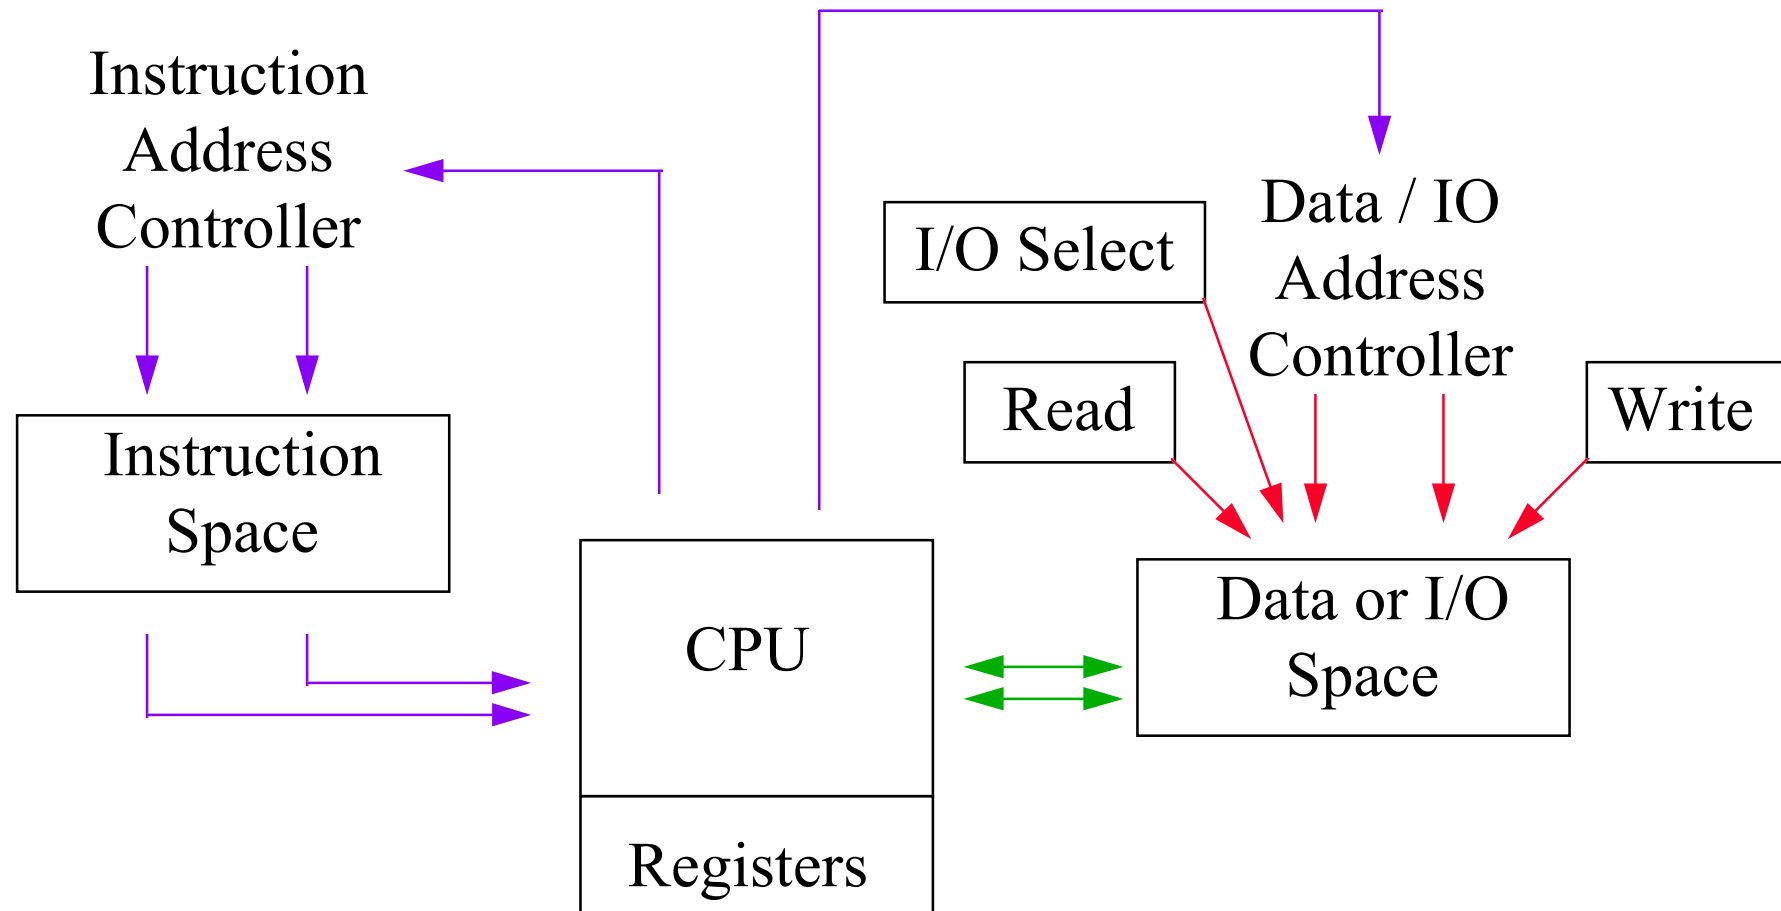 Instruction
Address
Controller
Instruction
Space
CPU
Registers
I/O Select
Data / IO
Address
Controller
Read
Write
Data or I/O
Space